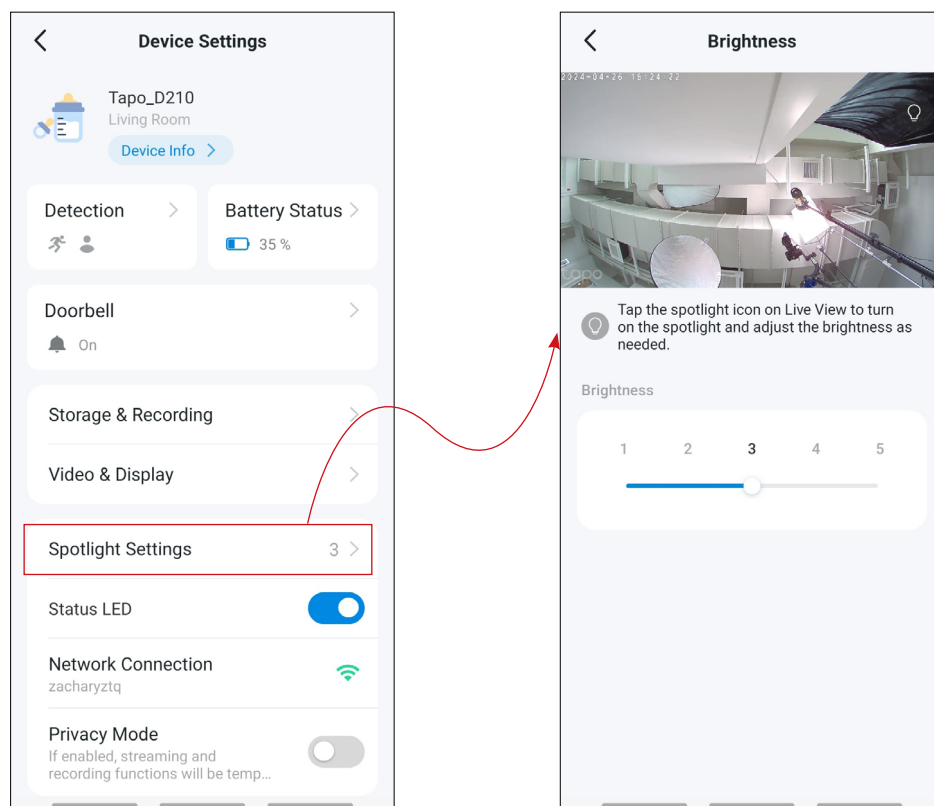 Device Settings
Tapo_D210
Living Room
Device Info
Detection
Battery Status
35 %
Doorbell
On
Storage & Recording
Video & Display
Spotlight Settings
3
Status LED
Network Connection
zacharyztq
Privacy Mode
If enabled, streaming and
recording functions will be temp...
Brightness
2024-04-26 15:24:22
tapo
Tap the spotlight icon on Live View to turn
on the spotlight and adjust the brightness as
needed.
Brightness
1 2 3 4 5